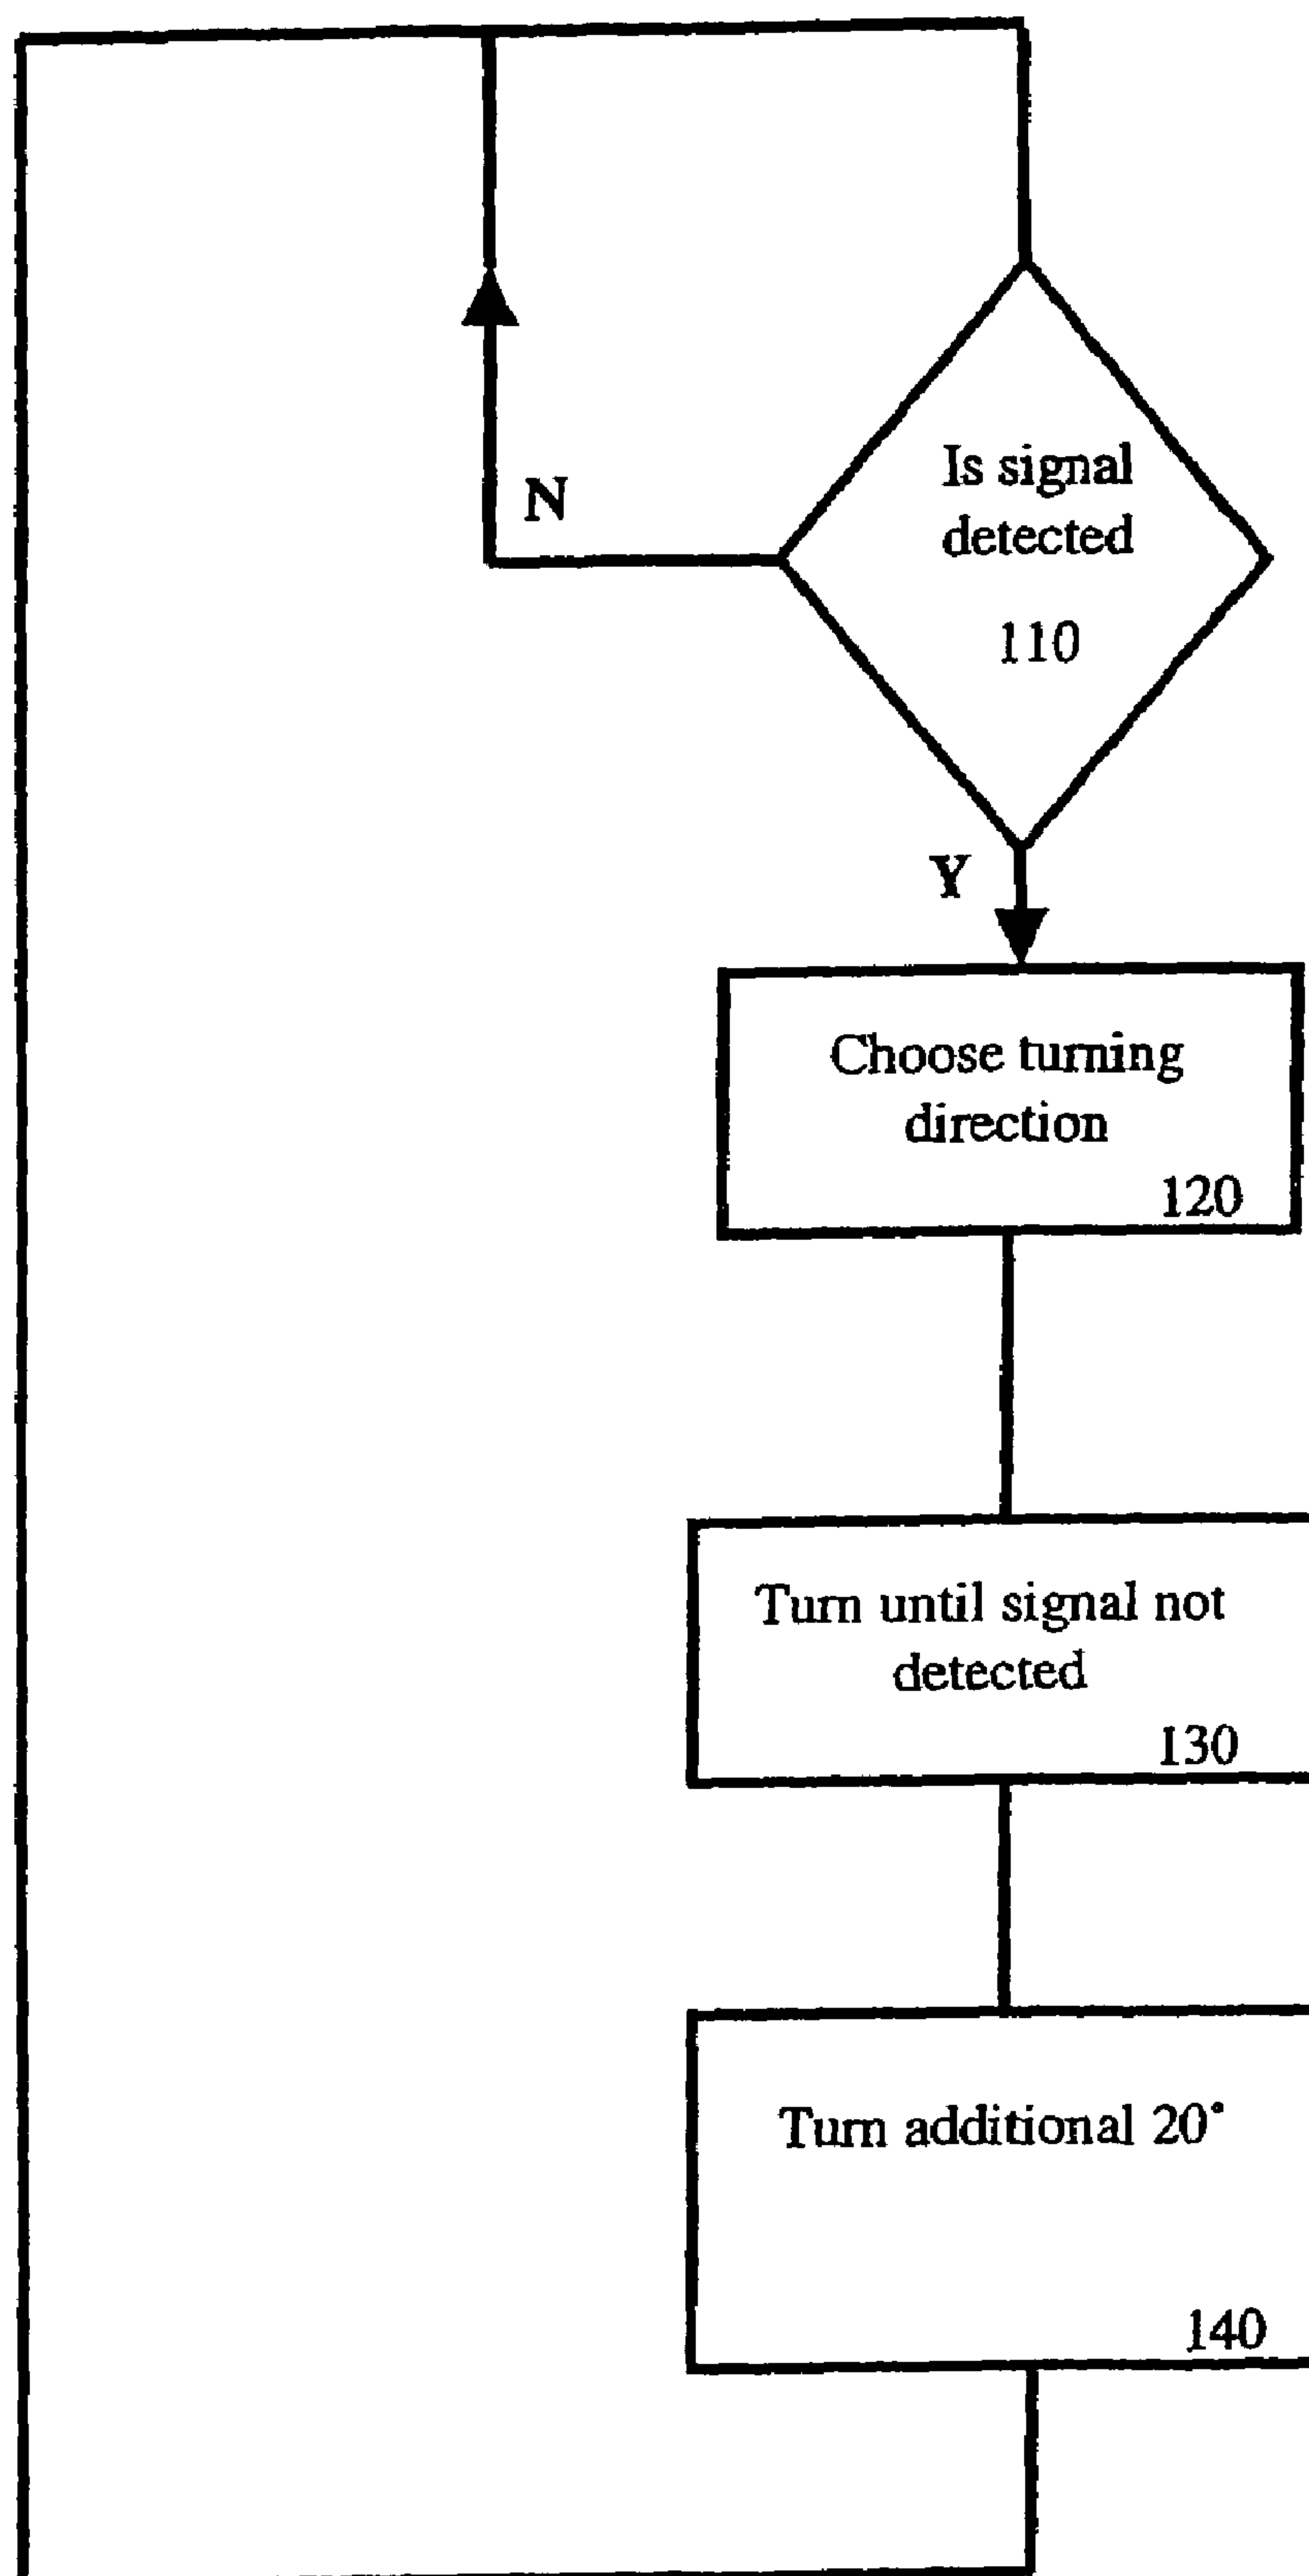 Is signal
detected
110
N
Y
Choose turning
direction
120
Turn until signal not
detected
130
Turn additional 20°
140